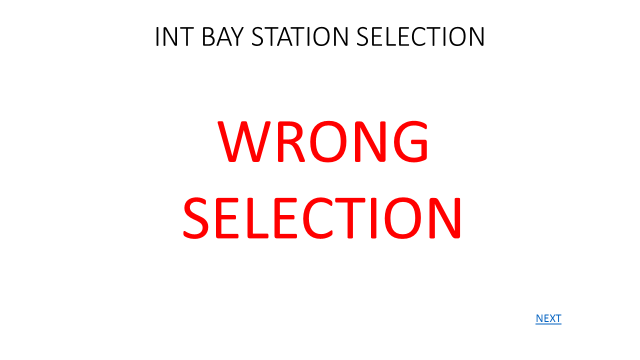 INT BAY STATION SELECTION
WRONG
SELECTION
NEXT